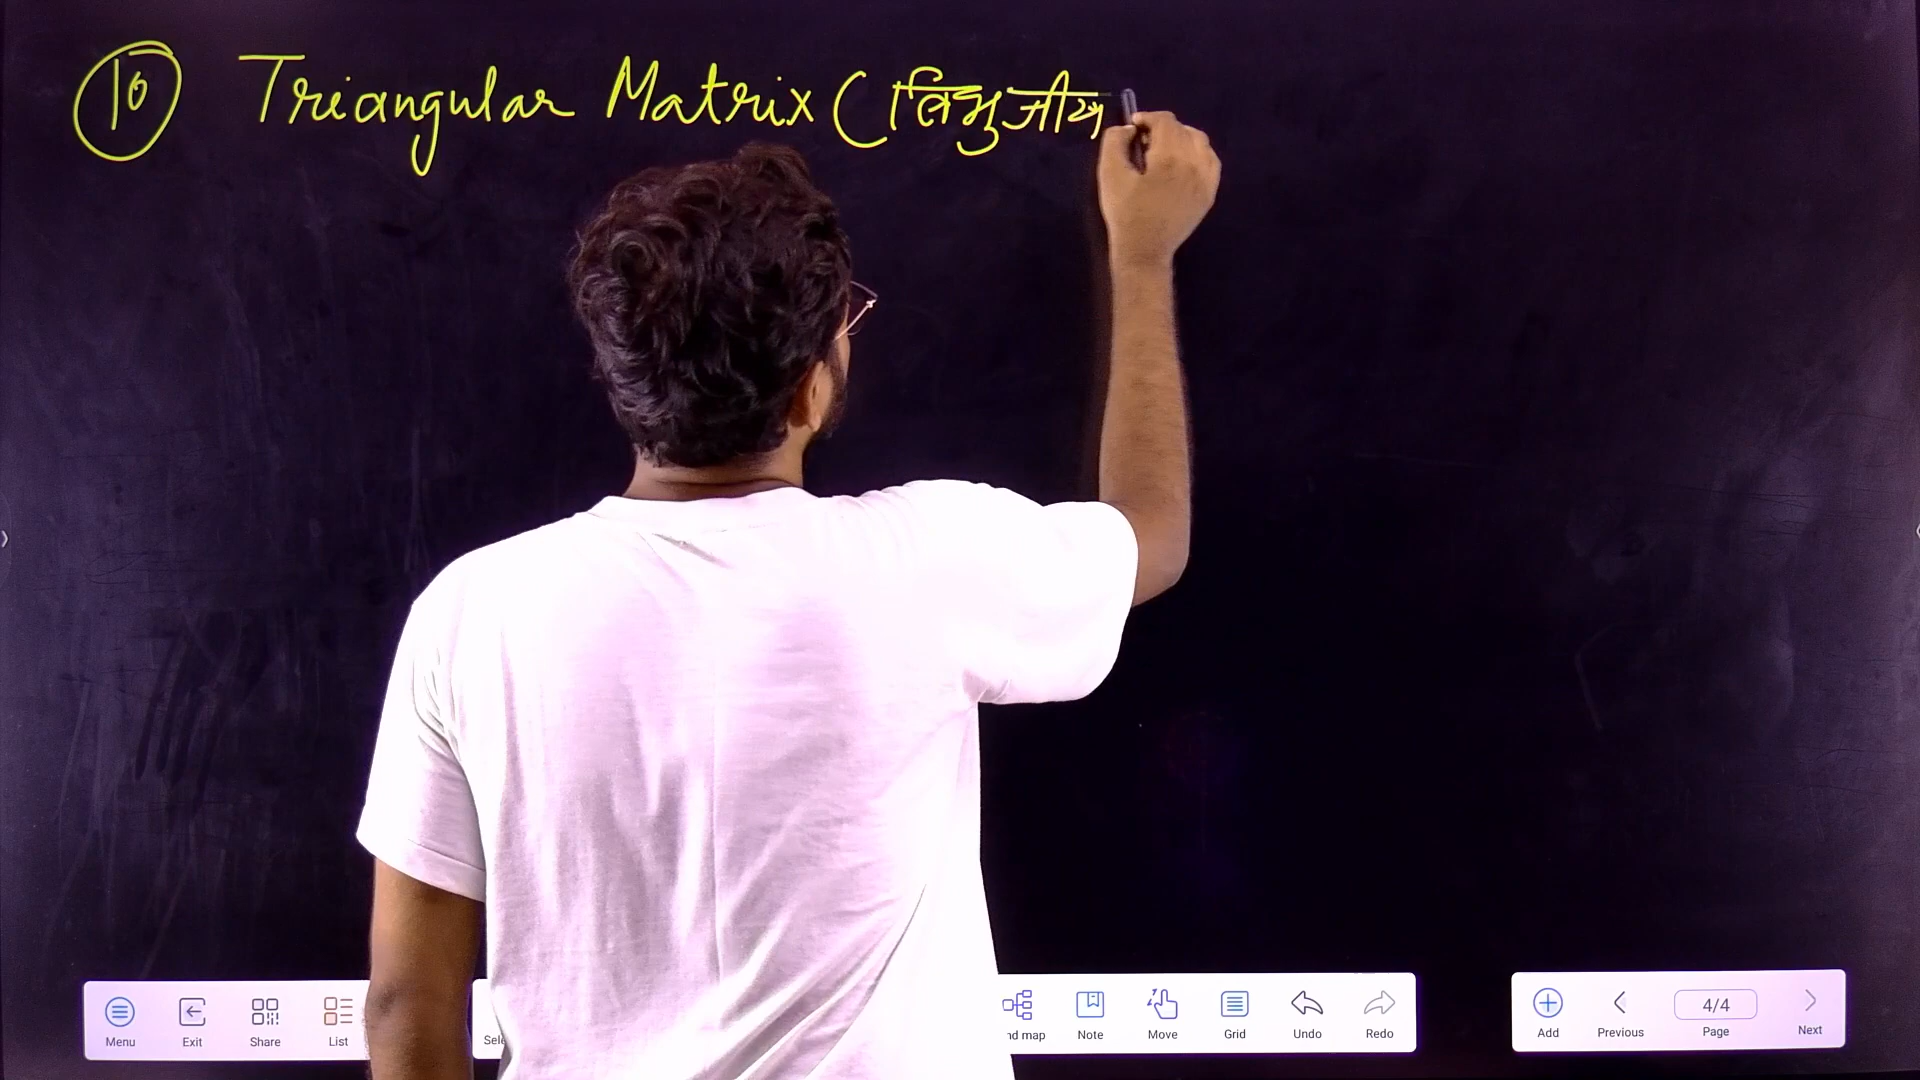 10 Triangular Matrix (त्रिभुजीय
Menu Exit Share List Sele nd map Note Move Grid Undo Redo Add Previous 4/4 Page Next